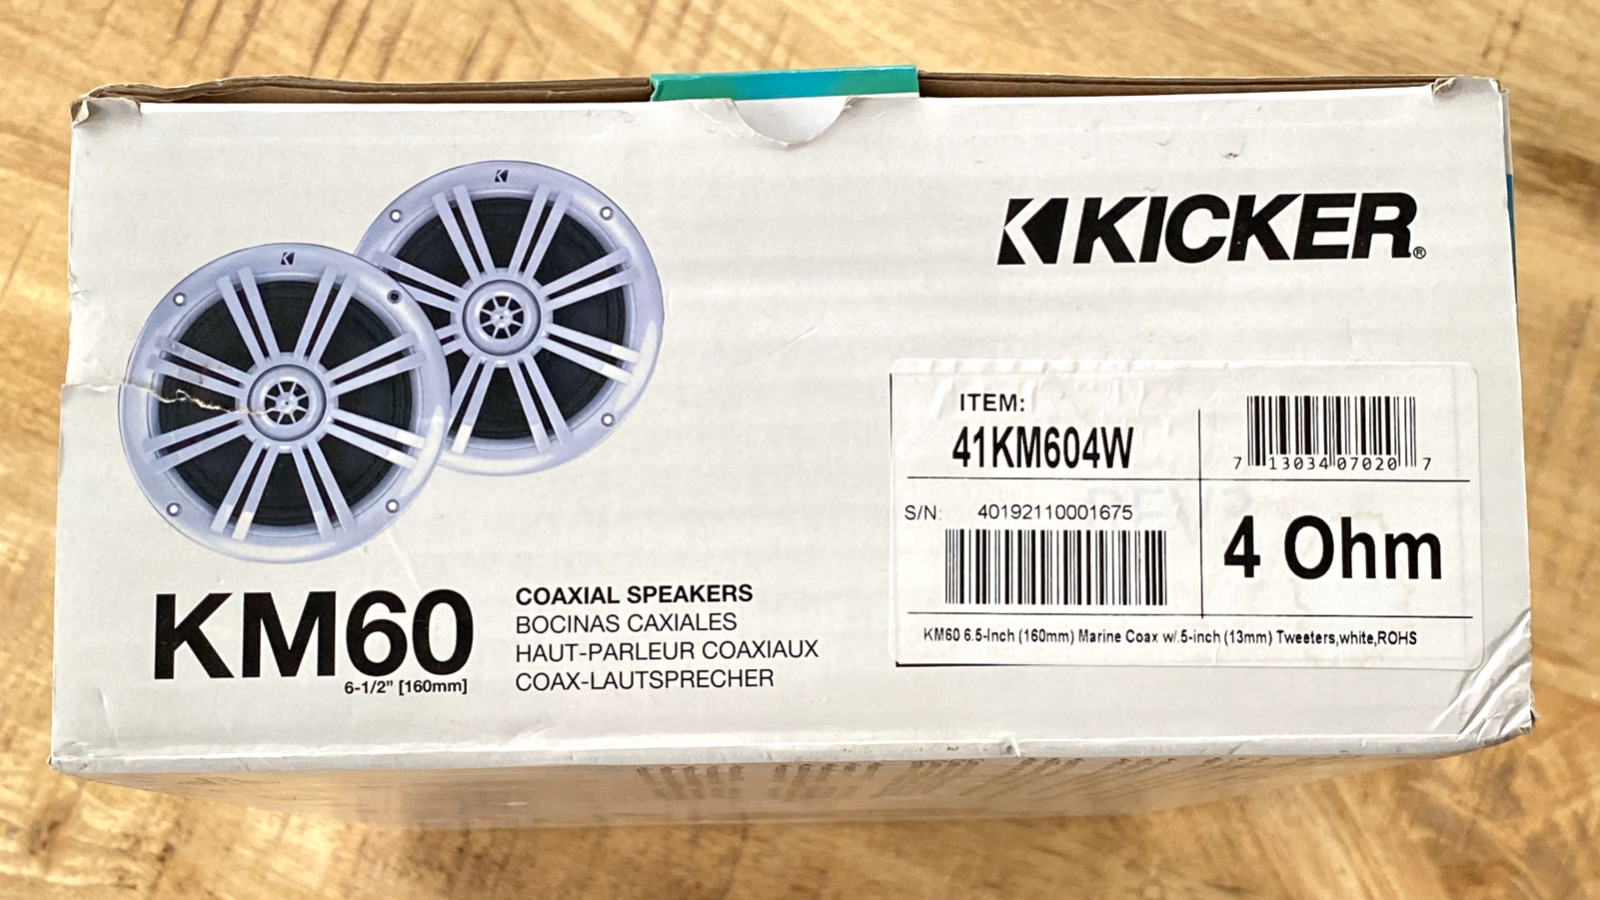 KICKER®
ITEM:
41KM604W
7 13034 07020 7
S/N: 40192110001675
4 Ohm
KM60 6.5-Inch (160mm) Marine Coax w/.5-inch (13mm) Tweeters,white,ROHS
KM60
6-1/2" [160mm]
COAXIAL SPEAKERS
BOCINAS CAXIALES
HAUT-PARLEUR COAXIAUX
COAX-LAUTSPRECHER